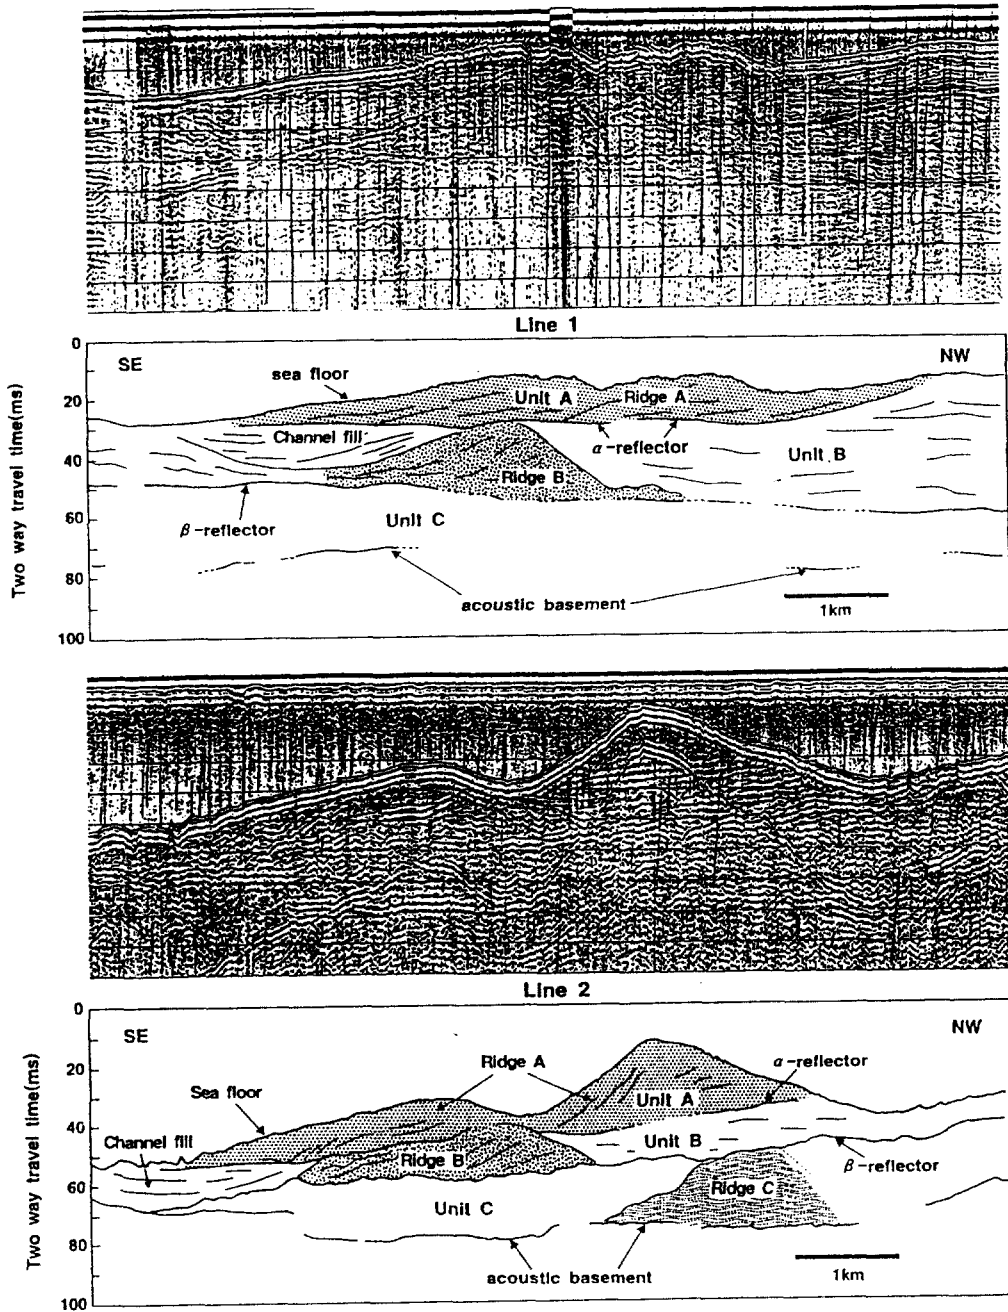 Line 1
0
SE
NW
sea floor
20
Unit A
Ridge A
Channel fill
α-reflector
Unit B
40
Ridge B
β-reflector
Unit C
60
80
acoustic basement
1km
100
Two way travel time(ms)
Line 2
0
SE
NW
Ridge A
α-reflector
20
Sea floor
Unit A
40
Channel fill
Unit B
Ridge B
β-reflector
60
Unit C
Ridge C
80
acoustic basement
1km
100
Two way travel time(ms)